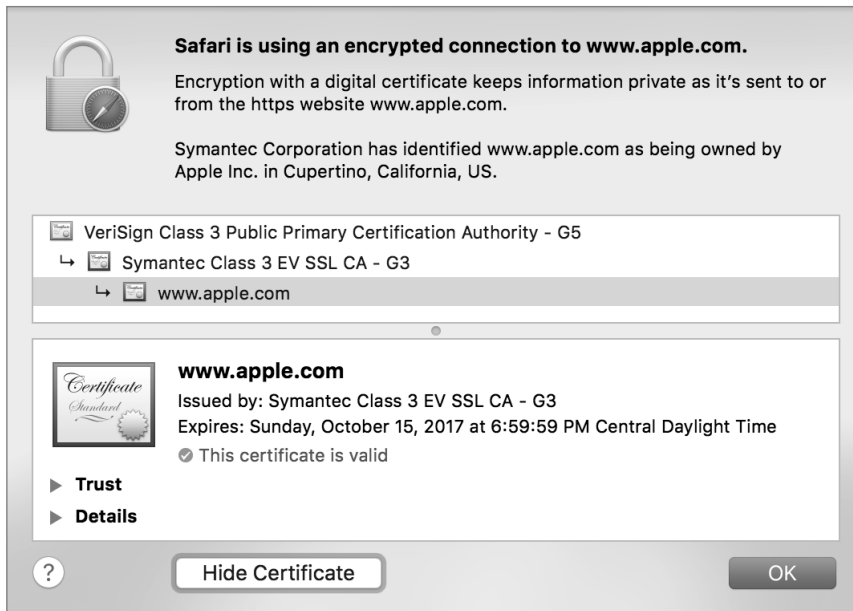 Safari is using an encrypted connection to www.apple.com.
Encryption with a digital certificate keeps information private as it’s sent to or
from the https website www.apple.com.
Symantec Corporation has identified www.apple.com as being owned by
Apple Inc. in Cupertino, California, US.
VeriSign Class 3 Public Primary Certification Authority - G5
Symantec Class 3 EV SSL CA - G3
www.apple.com
Certificate
Standard
www.apple.com
Issued by: Symantec Class 3 EV SSL CA - G3
Expires: Sunday, October 15, 2017 at 6:59:59 PM Central Daylight Time
This certificate is valid
Trust
Details
?
Hide Certificate
OK